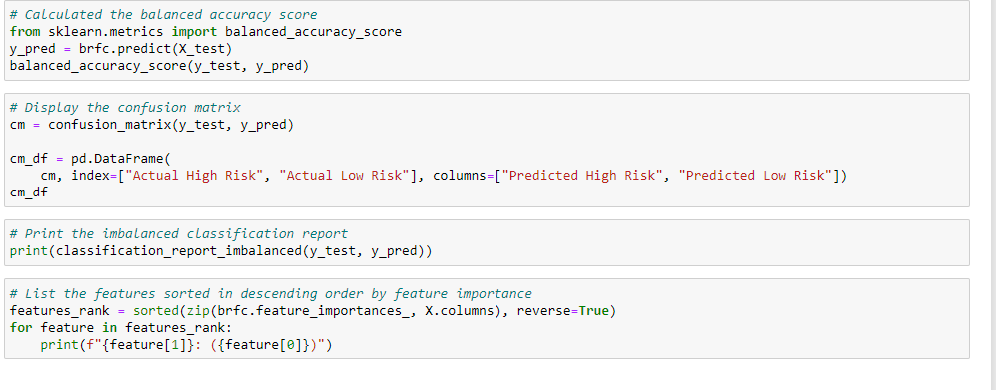 # Calculated the balanced accuracy score
from sklearn.metrics import balanced_accuracy_score
y_pred = brfc.predict(X_test)
balanced_accuracy_score(y_test, y_pred)
# Display the confusion matrix
cm = confusion_matrix(y_test, y_pred)
cm_df = pd.DataFrame(
    cm, index=["Actual High Risk", "Actual Low Risk"], columns=["Predicted High Risk", "Predicted Low Risk"])
cm_df
# Print the imbalanced classification report
print(classification_report_imbalanced(y_test, y_pred))
# List the features sorted in descending order by feature importance
features_rank = sorted(zip(brfc.feature_importances_, X.columns), reverse=True)
for feature in features_rank:
    print(f"{feature[1]}: ({feature[0]})")